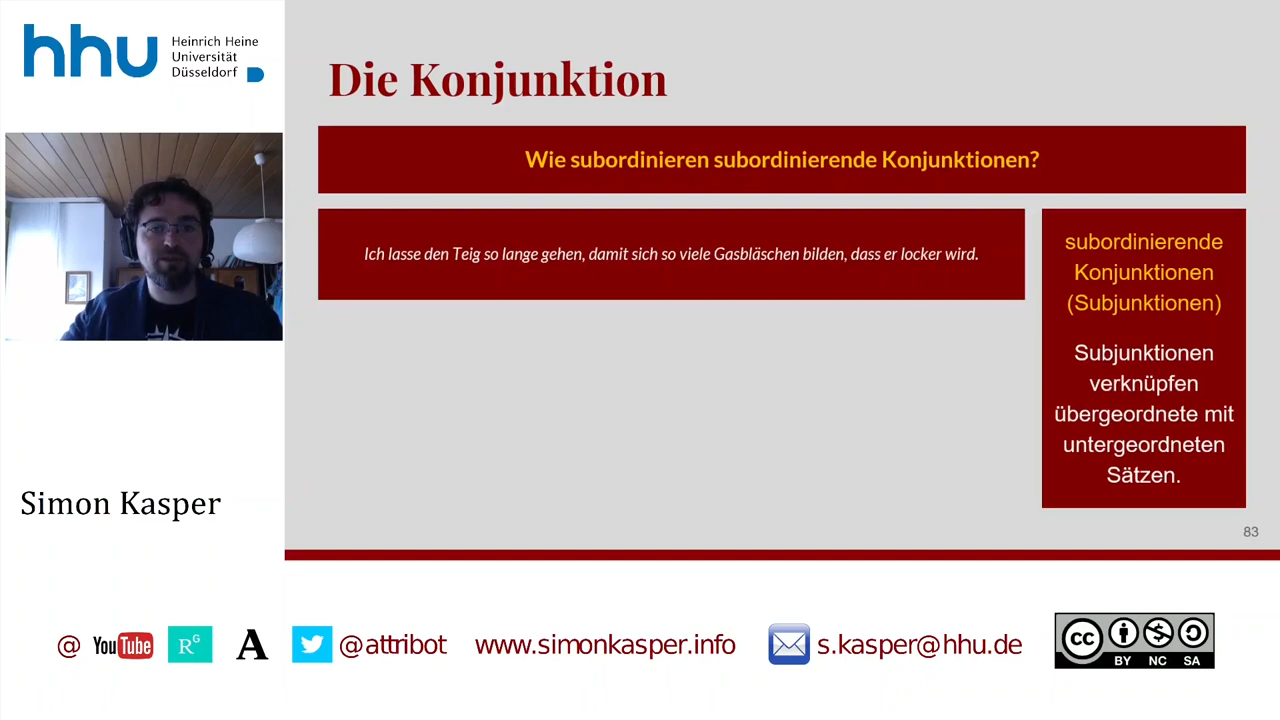 hhu
Heinrich Heine
Universität
Düsseldorf
Die Konjunktion
Wie subordinieren subordinierende Konjunktionen?
Ich lasse den Teig so lange gehen, damit sich so viele Gasbläschen bilden, dass er locker wird.
subordinierende
Konjunktionen
(Subjunktionen)
Subjunktionen
verknüpfen
übergeordnete mit
untergeordneten
Sätzen.
83
Simon Kasper
@ YouTube RG A @attribot www.simonkasper.info s.kasper@hhu.de
cc BY NC SA